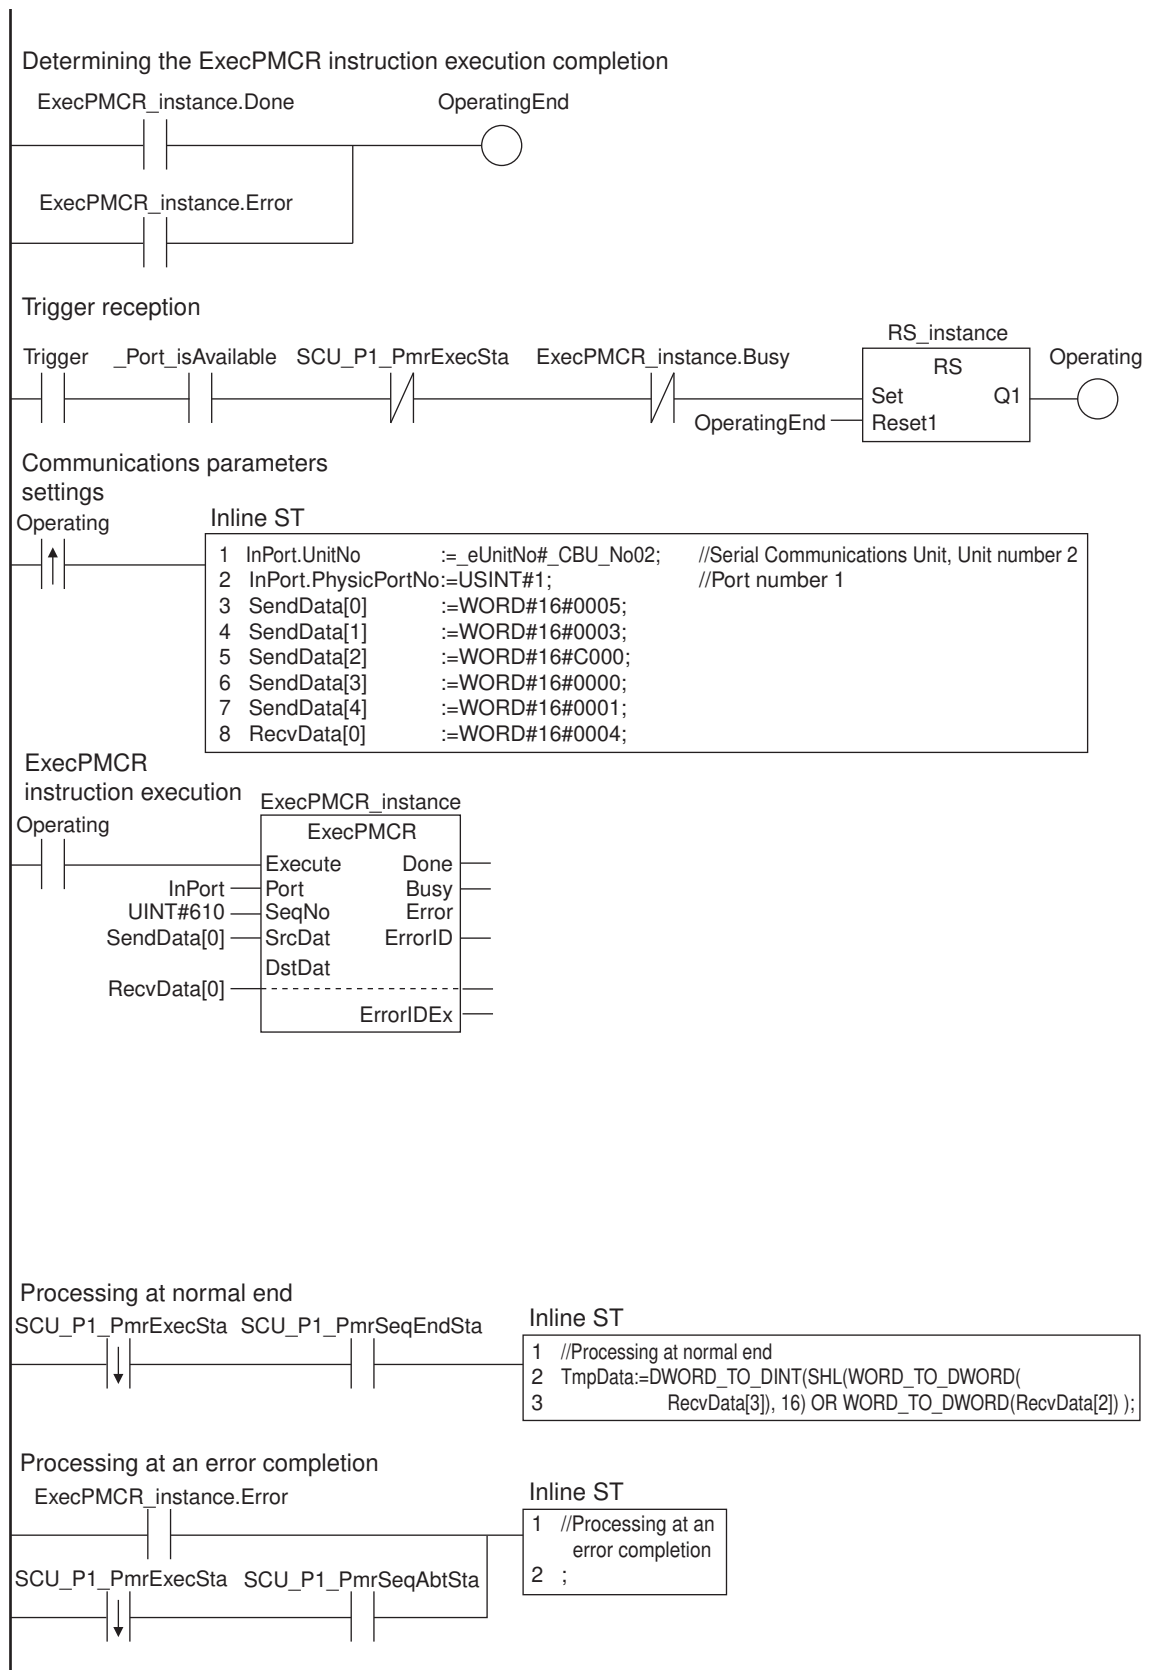 Determining the ExecPMCR instruction execution completion
ExecPMCR_instance.Done
OperatingEnd
ExecPMCR_instance.Error
Trigger reception
RS_instance
Trigger
_Port_isAvailable
SCU_P1_PmrExecSta
ExecPMCR_instance.Busy
RS
Operating
Set Q1
OperatingEnd
Reset1
Communications parameters
settings
Operating
Inline ST
1 InPort.UnitNo :=_eUnitNo#_CBU_No02; //Serial Communications Unit, Unit number 2
2 InPort.PhysicPortNo:=USINT#1; //Port number 1
3 SendData[0] :=WORD#16#0005;
4 SendData[1] :=WORD#16#0003;
5 SendData[2] :=WORD#16#C000;
6 SendData[3] :=WORD#16#0000;
7 SendData[4] :=WORD#16#0001;
8 RecvData[0] :=WORD#16#0004;
ExecPMCR
instruction execution
ExecPMCR_instance
Operating
ExecPMCR
Execute Done
InPort Port Busy
UINT#610 SeqNo Error
SendData[0] SrcDat ErrorID
DstDat
RecvData[0]
ErrorIDEx
Processing at normal end
SCU_P1_PmrExecSta SCU_P1_PmrSeqEndSta
Inline ST
1 //Processing at normal end
2 TmpData:=DWORD_TO_DINT(SHL(WORD_TO_DWORD(
3 RecvData[3]), 16) OR WORD_TO_DWORD(RecvData[2]) );
Processing at an error completion
ExecPMCR_instance.Error
Inline ST
1 //Processing at an
error completion
2 ;
SCU_P1_PmrExecSta SCU_P1_PmrSeqAbtSta